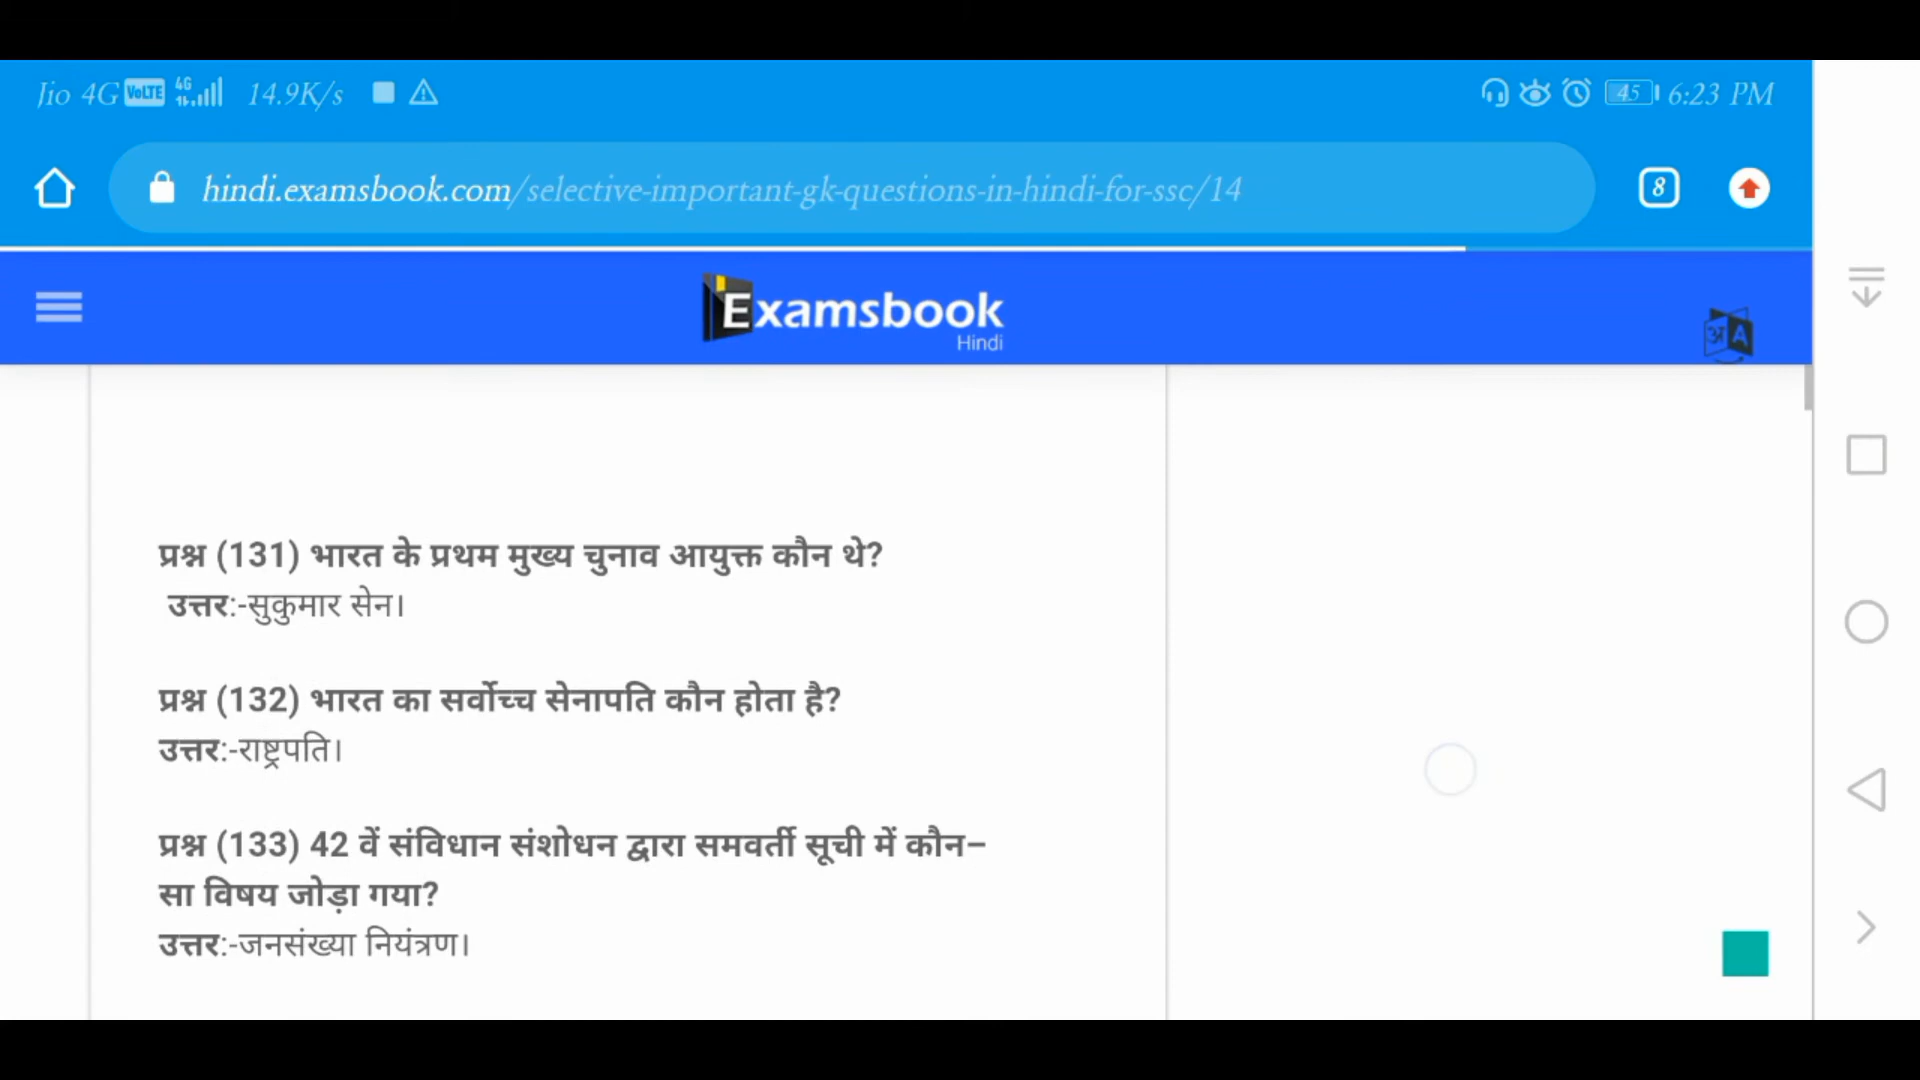 Jio 4G VoLTE 4G 14.9K/s 45 6:23 PM
hindi.examsbook.com/selective-important-gk-questions-in-hindi-for-ssc/14 8
Examsbook
Hindi
अ A
प्रश्न (131) भारत के प्रथम मुख्य चुनाव आयुक्त कौन थे?
उत्तर:-सुकुमार सेन।
प्रश्न (132) भारत का सर्वोच्च सेनापति कौन होता है?
उत्तर:-राष्ट्रपति।
प्रश्न (133) 42 वें संविधान संशोधन द्वारा समवर्ती सूची में कौन–
सा विषय जोड़ा गया?
उत्तर:-जनसंख्या नियंत्रण।